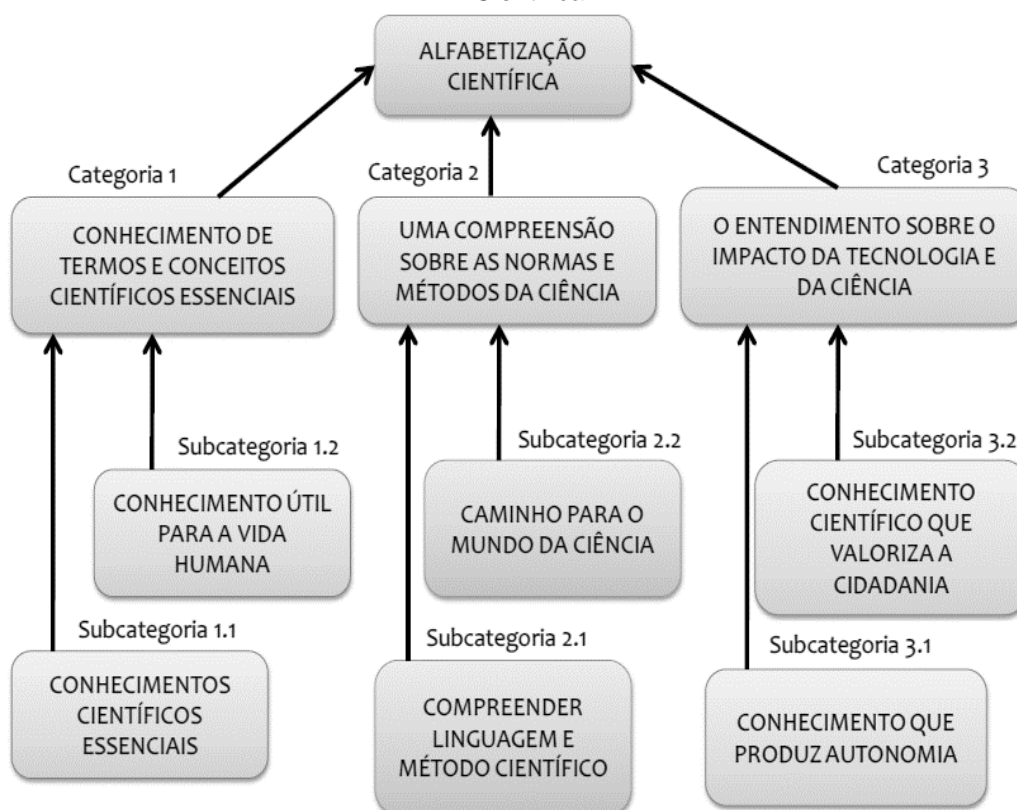 ALFABETIZAÇÃO
CIENTÍFICA
Categoria 1
CONHECIMENTO DE
TERMOS E CONCEITOS
CIENTÍFICOS ESSENCIAIS
Categoria 2
UMA COMPREENSÃO
SOBRE AS NORMAS E
MÉTODOS DA CIÊNCIA
Categoria 3
O ENTENDIMENTO SOBRE O
IMPACTO DA TECNOLOGIA E
DA CIÊNCIA
Subcategoria 1.2
CONHECIMENTO ÚTIL
PARA A VIDA
HUMANA
Subcategoria 2.2
CAMINHO PARA O
MUNDO DA CIÊNCIA
Subcategoria 3.2
CONHECIMENTO
CIENTÍFICO QUE
VALORIZA A
CIDADANIA
Subcategoria 1.1
CONHECIMENTOS
CIENTÍFICOS
ESSENCIAIS
Subcategoria 2.1
COMPREENDER
LINGUAGEM E
MÉTODO CIENTÍFICO
Subcategoria 3.1
CONHECIMENTO QUE
PRODUZ AUTONOMIA